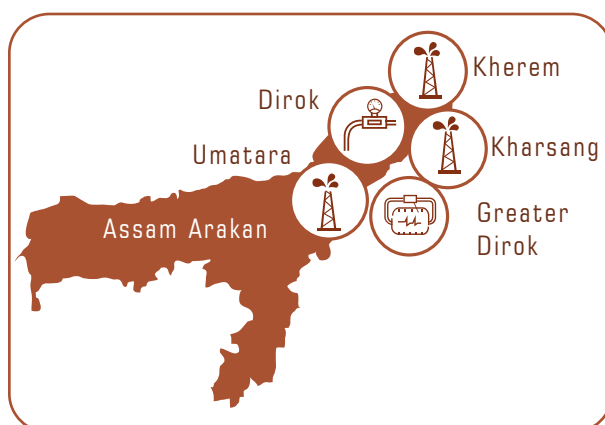 Kherem
Dirok
Kharsang
Umatara
Assam Arakan
Greater
Dirok